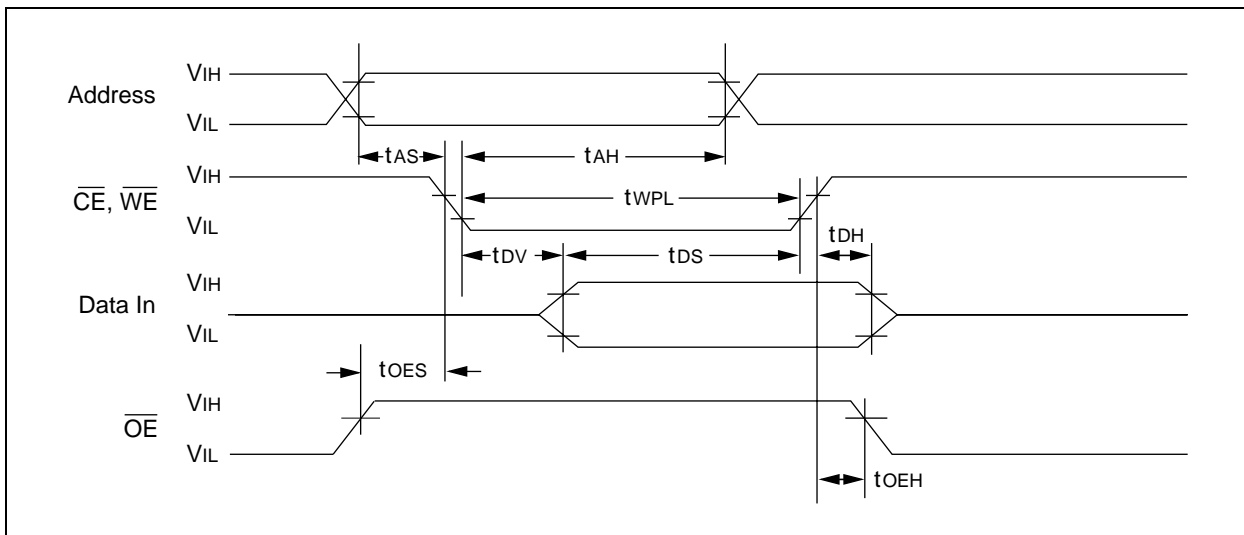 Address
VIH
VIL
tAS
tAH
CE, WE
VIH
VIL
tWPL
tDV
tDS
tDH
Data In
VIH
VIL
tOES
OE
VIH
VIL
tOEH